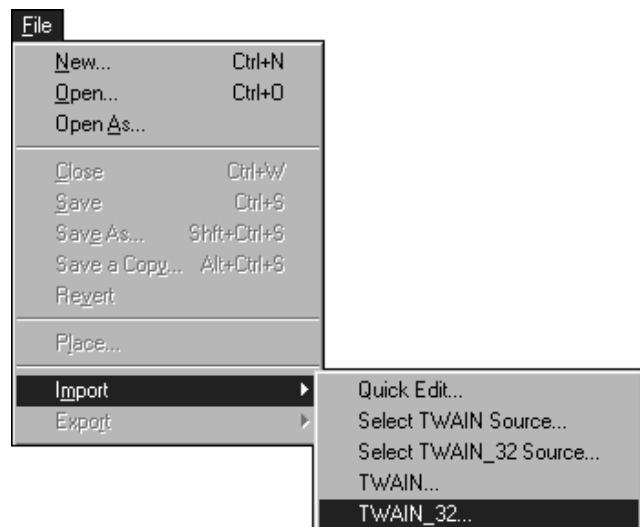 File
New... Ctrl+N
Open... Ctrl+O
Open As...
Close Ctrl+W
Save Ctrl+S
Save As... Shft+Ctrl+S
Save a Copy... Alt+Ctrl+S
Revert
Place...
Import
Export
Quick Edit...
Select TWAIN Source...
Select TWAIN_32 Source...
TWAIN...
TWAIN_32...